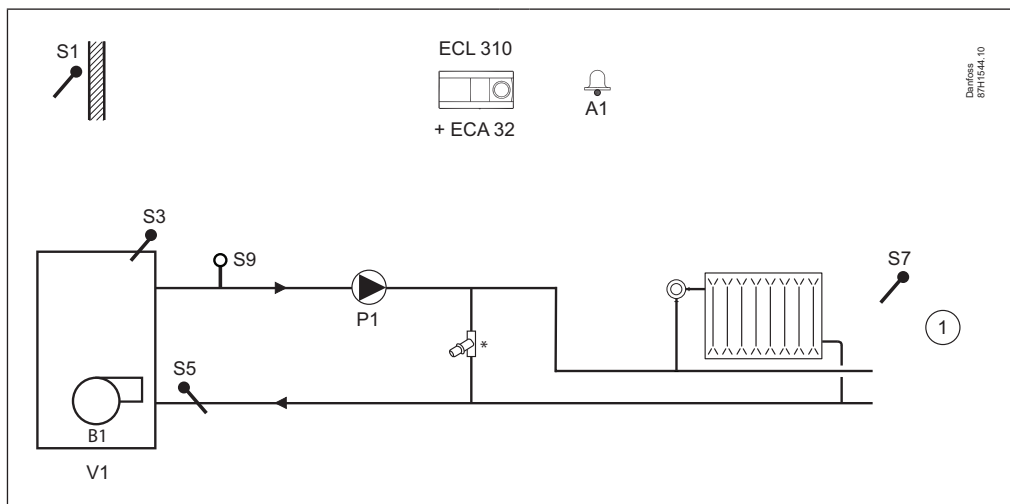 S1
ECL 310
+ ECA 32
A1
Danfoss
87H1544.10
S3
S9
P1
*
S7
1
S5
B1
V1